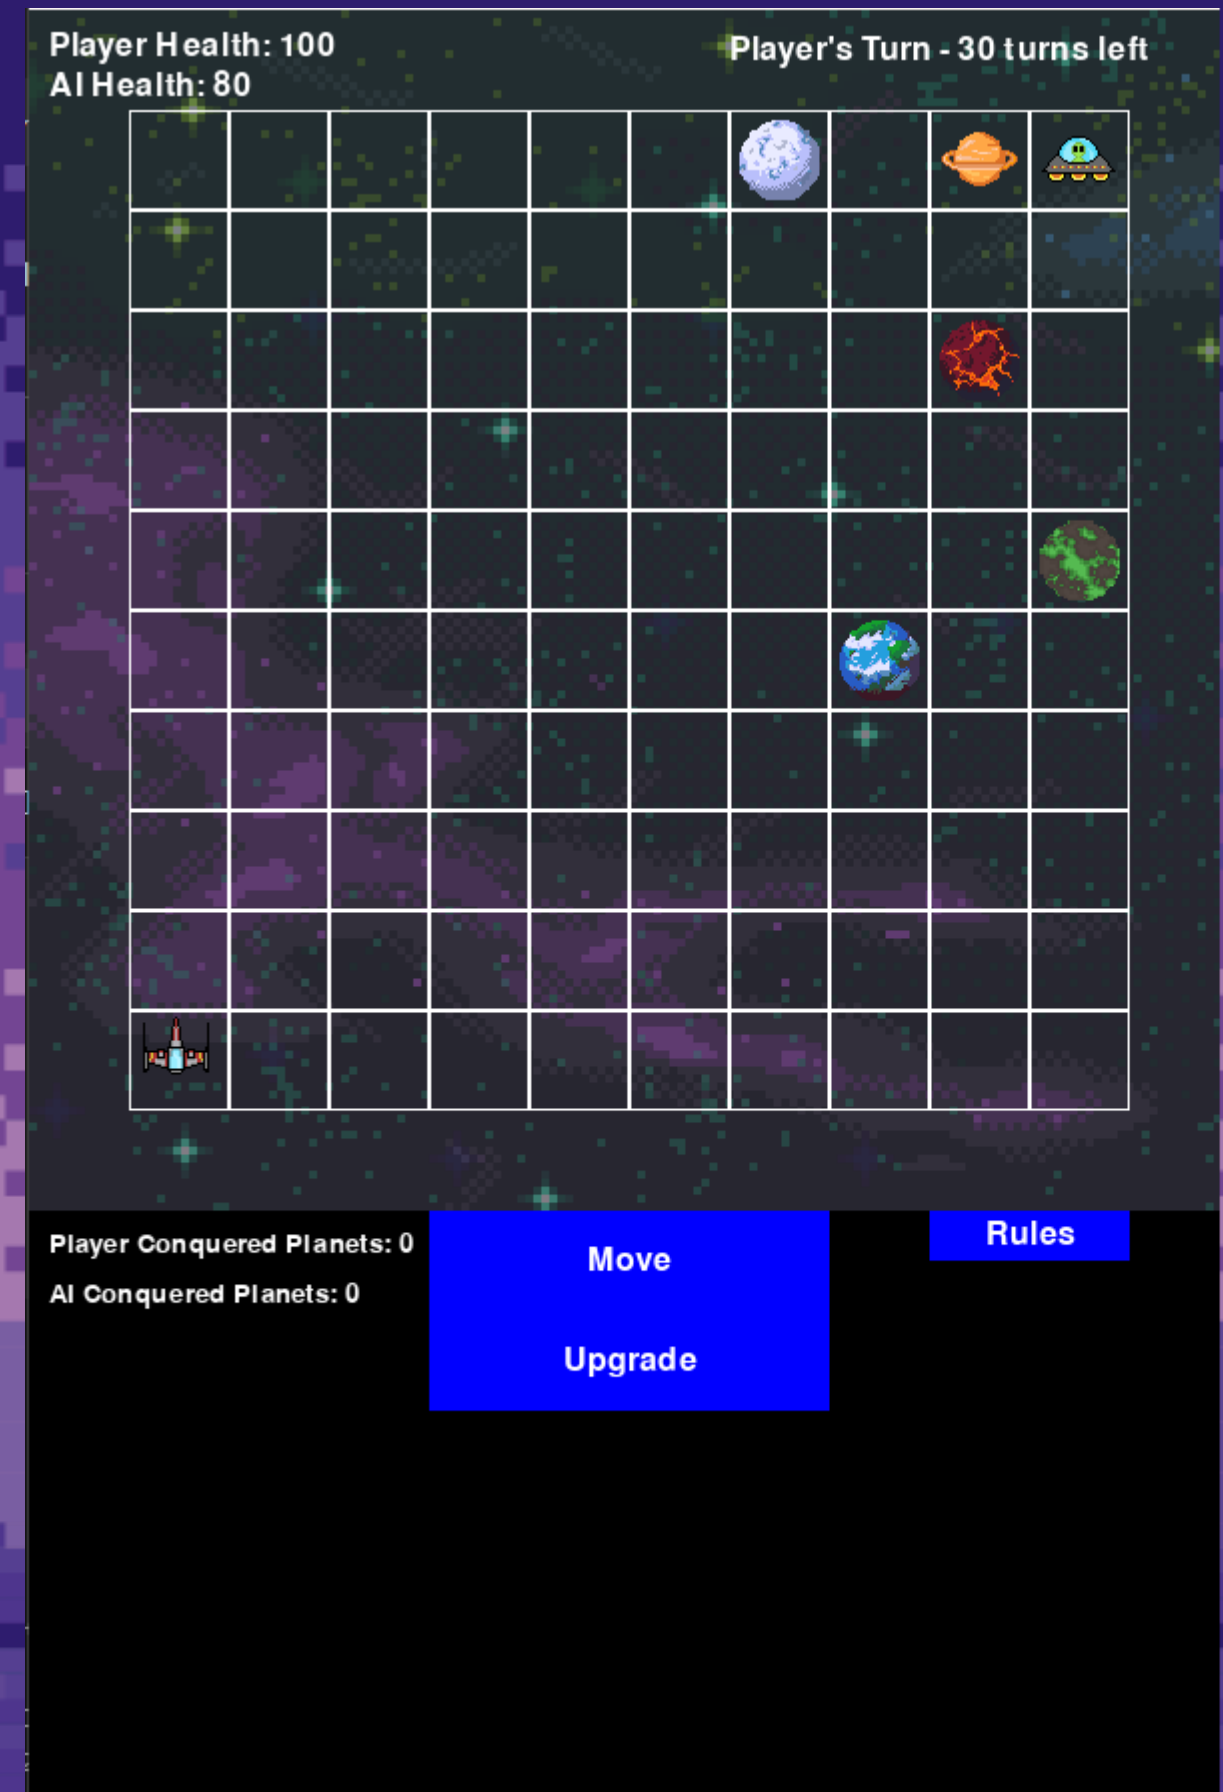 Player Health: 100
Player's Turn - 30 turns left
AI Health: 80
Player Conquered Planets: 0
Move
Rules
AI Conquered Planets: 0
Upgrade